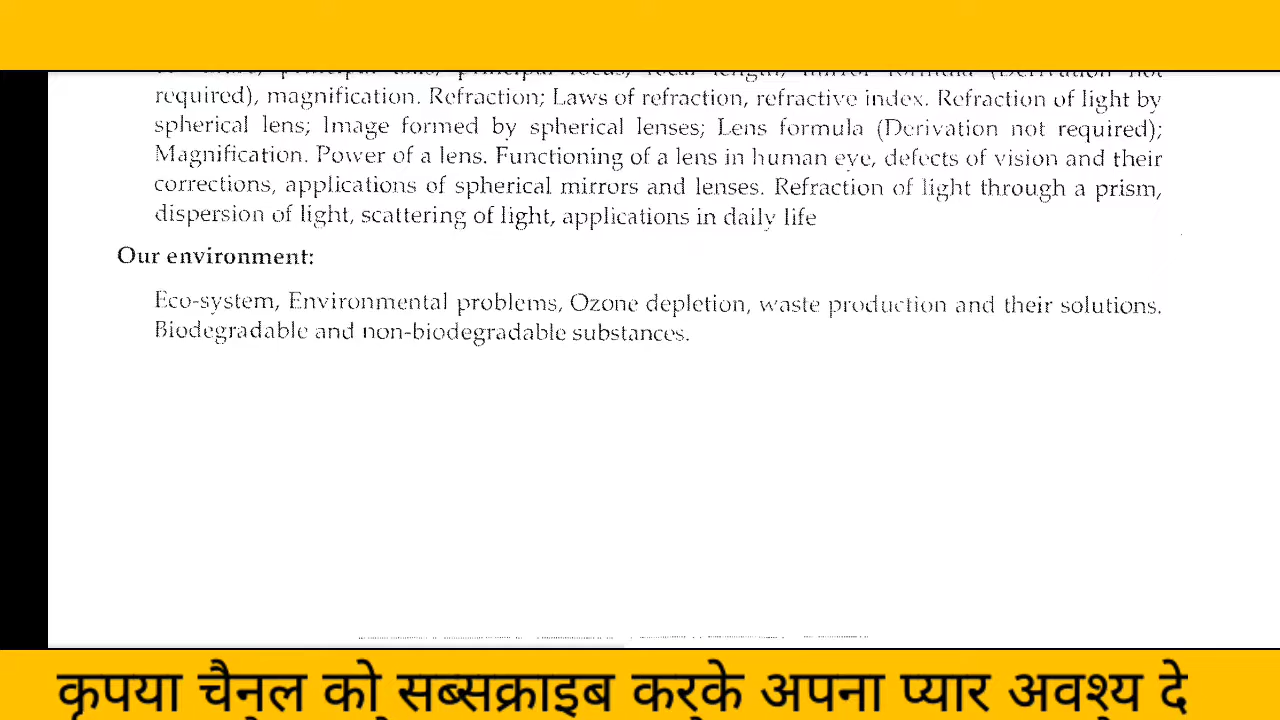 required), magnification. Refraction; Laws of refraction, refractive index. Refraction of light by
spherical lens; Image formed by spherical lenses; Lens formula (Derivation not required);
Magnification. Power of a lens. Functioning of a lens in human eye, defects of vision and their
corrections, applications of spherical mirrors and lenses. Refraction of light through a prism,
dispersion of light, scattering of light, applications in daily life
Our environment:
Eco-system, Environmental problems, Ozone depletion, waste production and their solutions.
Biodegradable and non-biodegradable substances.
कृपया चैनल को सब्सक्राइब करके अपना प्यार अवश्य दे